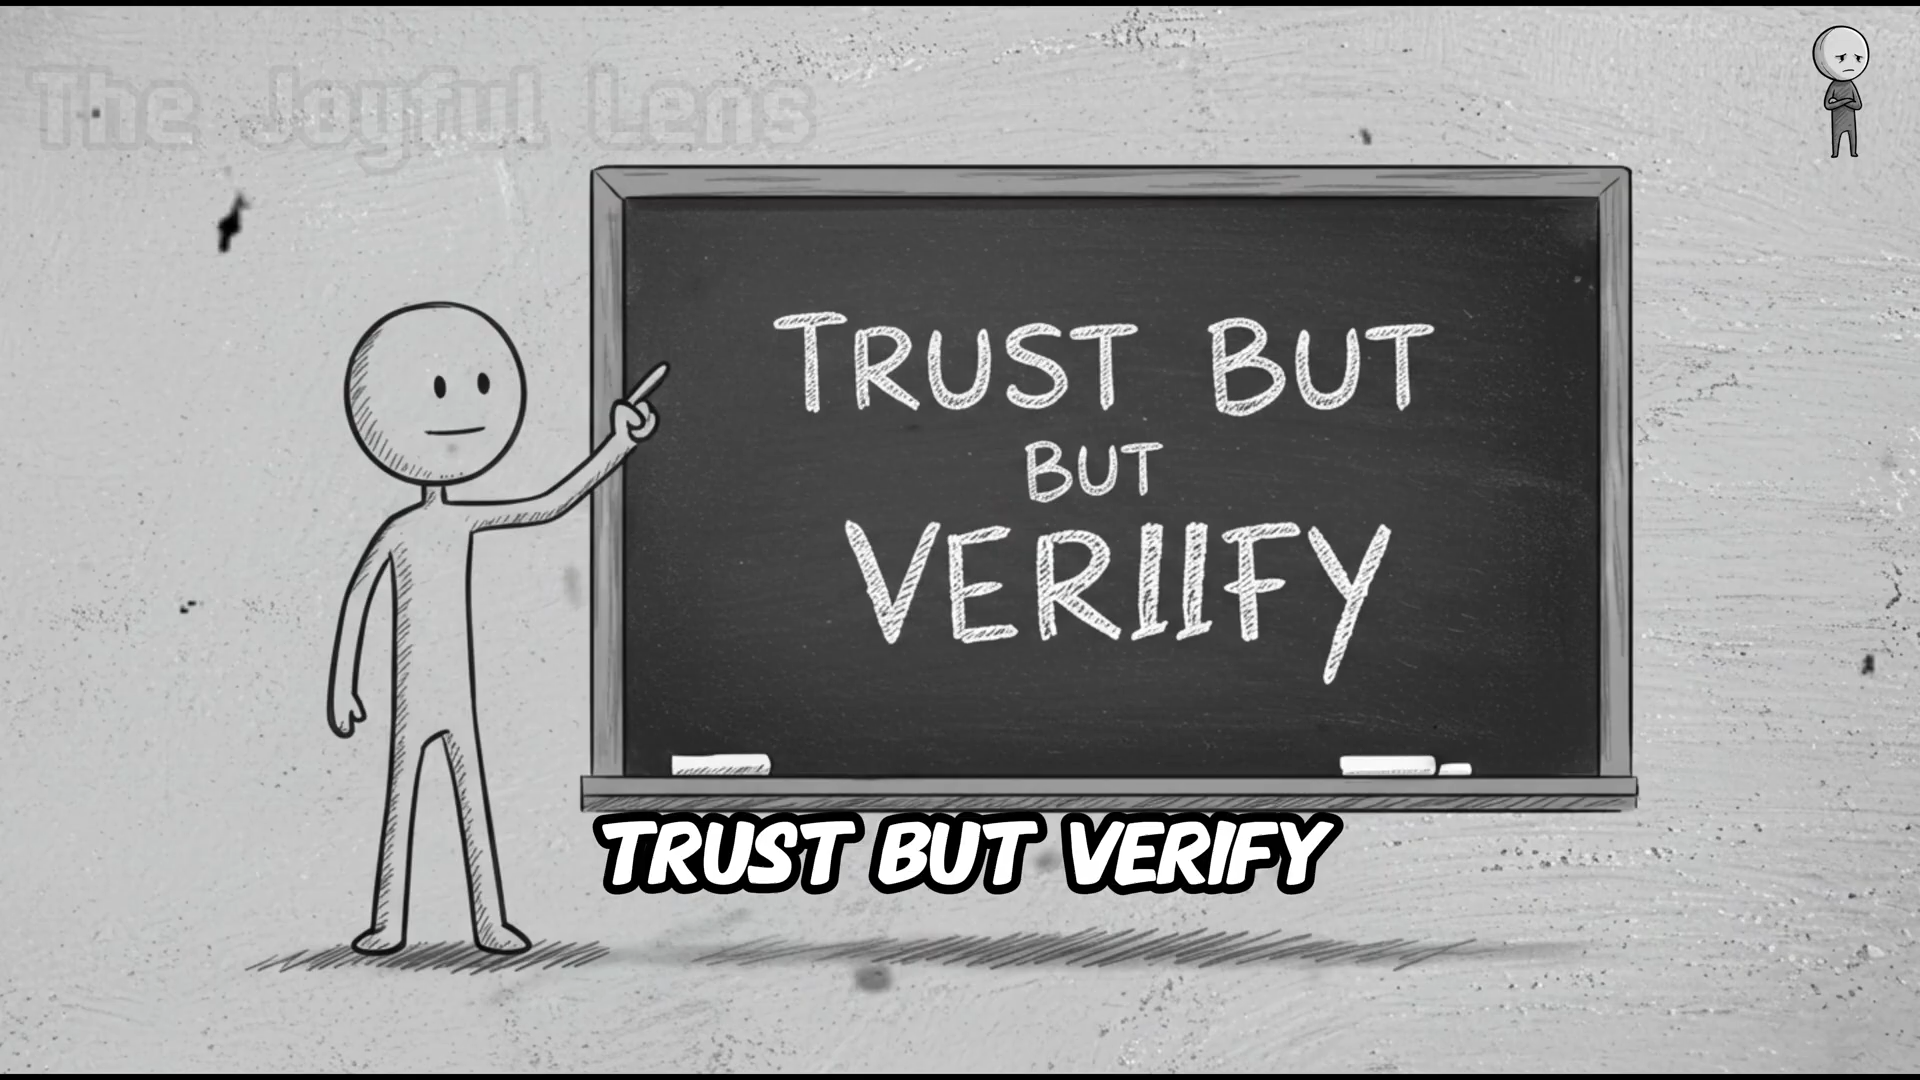 The Joyful Lens
TRUST BUT
BUT
VERIIFY
TRUST BUT VERIFY